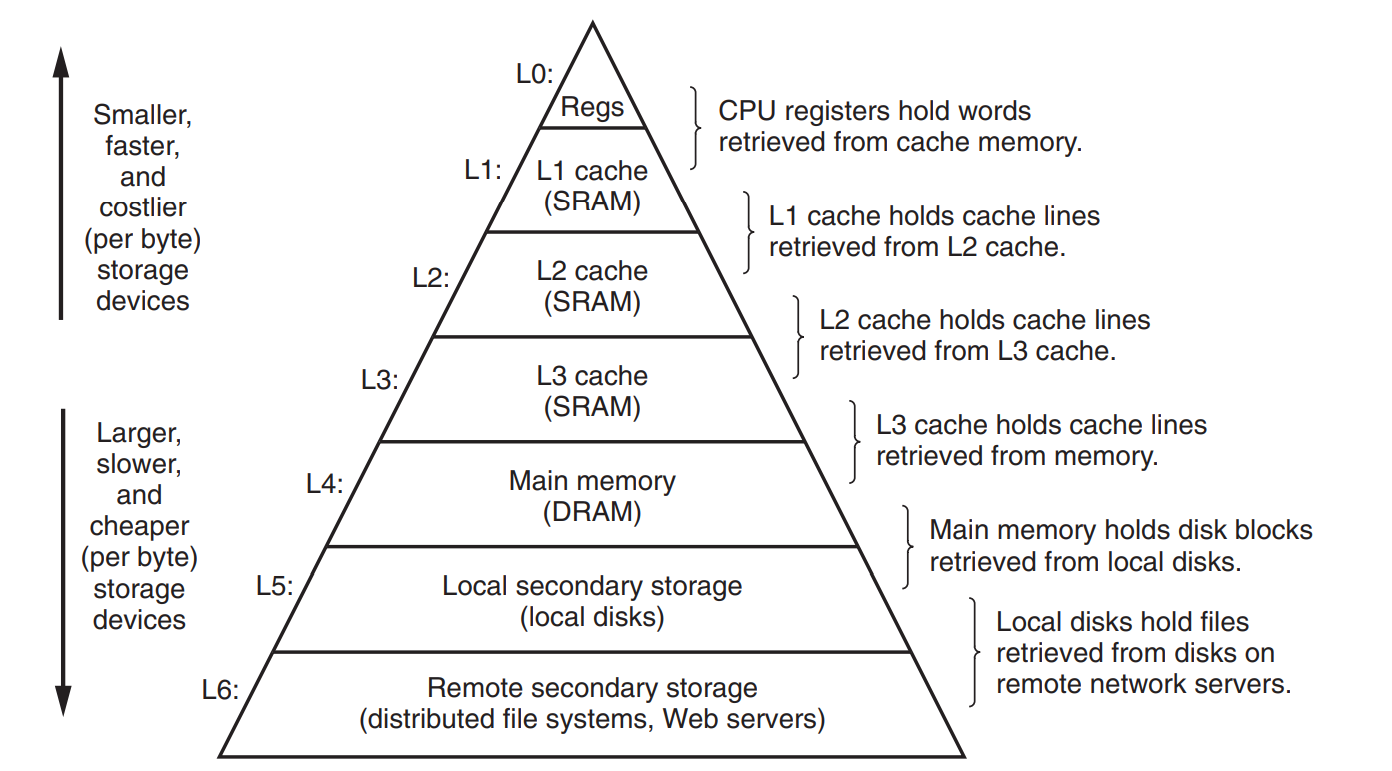 L0:
Regs
CPU registers hold words
retrieved from cache memory.
L1:
L1 cache
(SRAM)
L1 cache holds cache lines
retrieved from L2 cache.
L2:
L2 cache
(SRAM)
L2 cache holds cache lines
retrieved from L3 cache.
L3:
L3 cache
(SRAM)
L3 cache holds cache lines
retrieved from memory.
L4:
Main memory
(DRAM)
Main memory holds disk blocks
retrieved from local disks.
L5:
Local secondary storage
(local disks)
Local disks hold files
retrieved from disks on
remote network servers.
L6:
Remote secondary storage
(distributed file systems, Web servers)
Smaller,
faster,
and
costlier
(per byte)
storage
devices
Larger,
slower,
and
cheaper
(per byte)
storage
devices